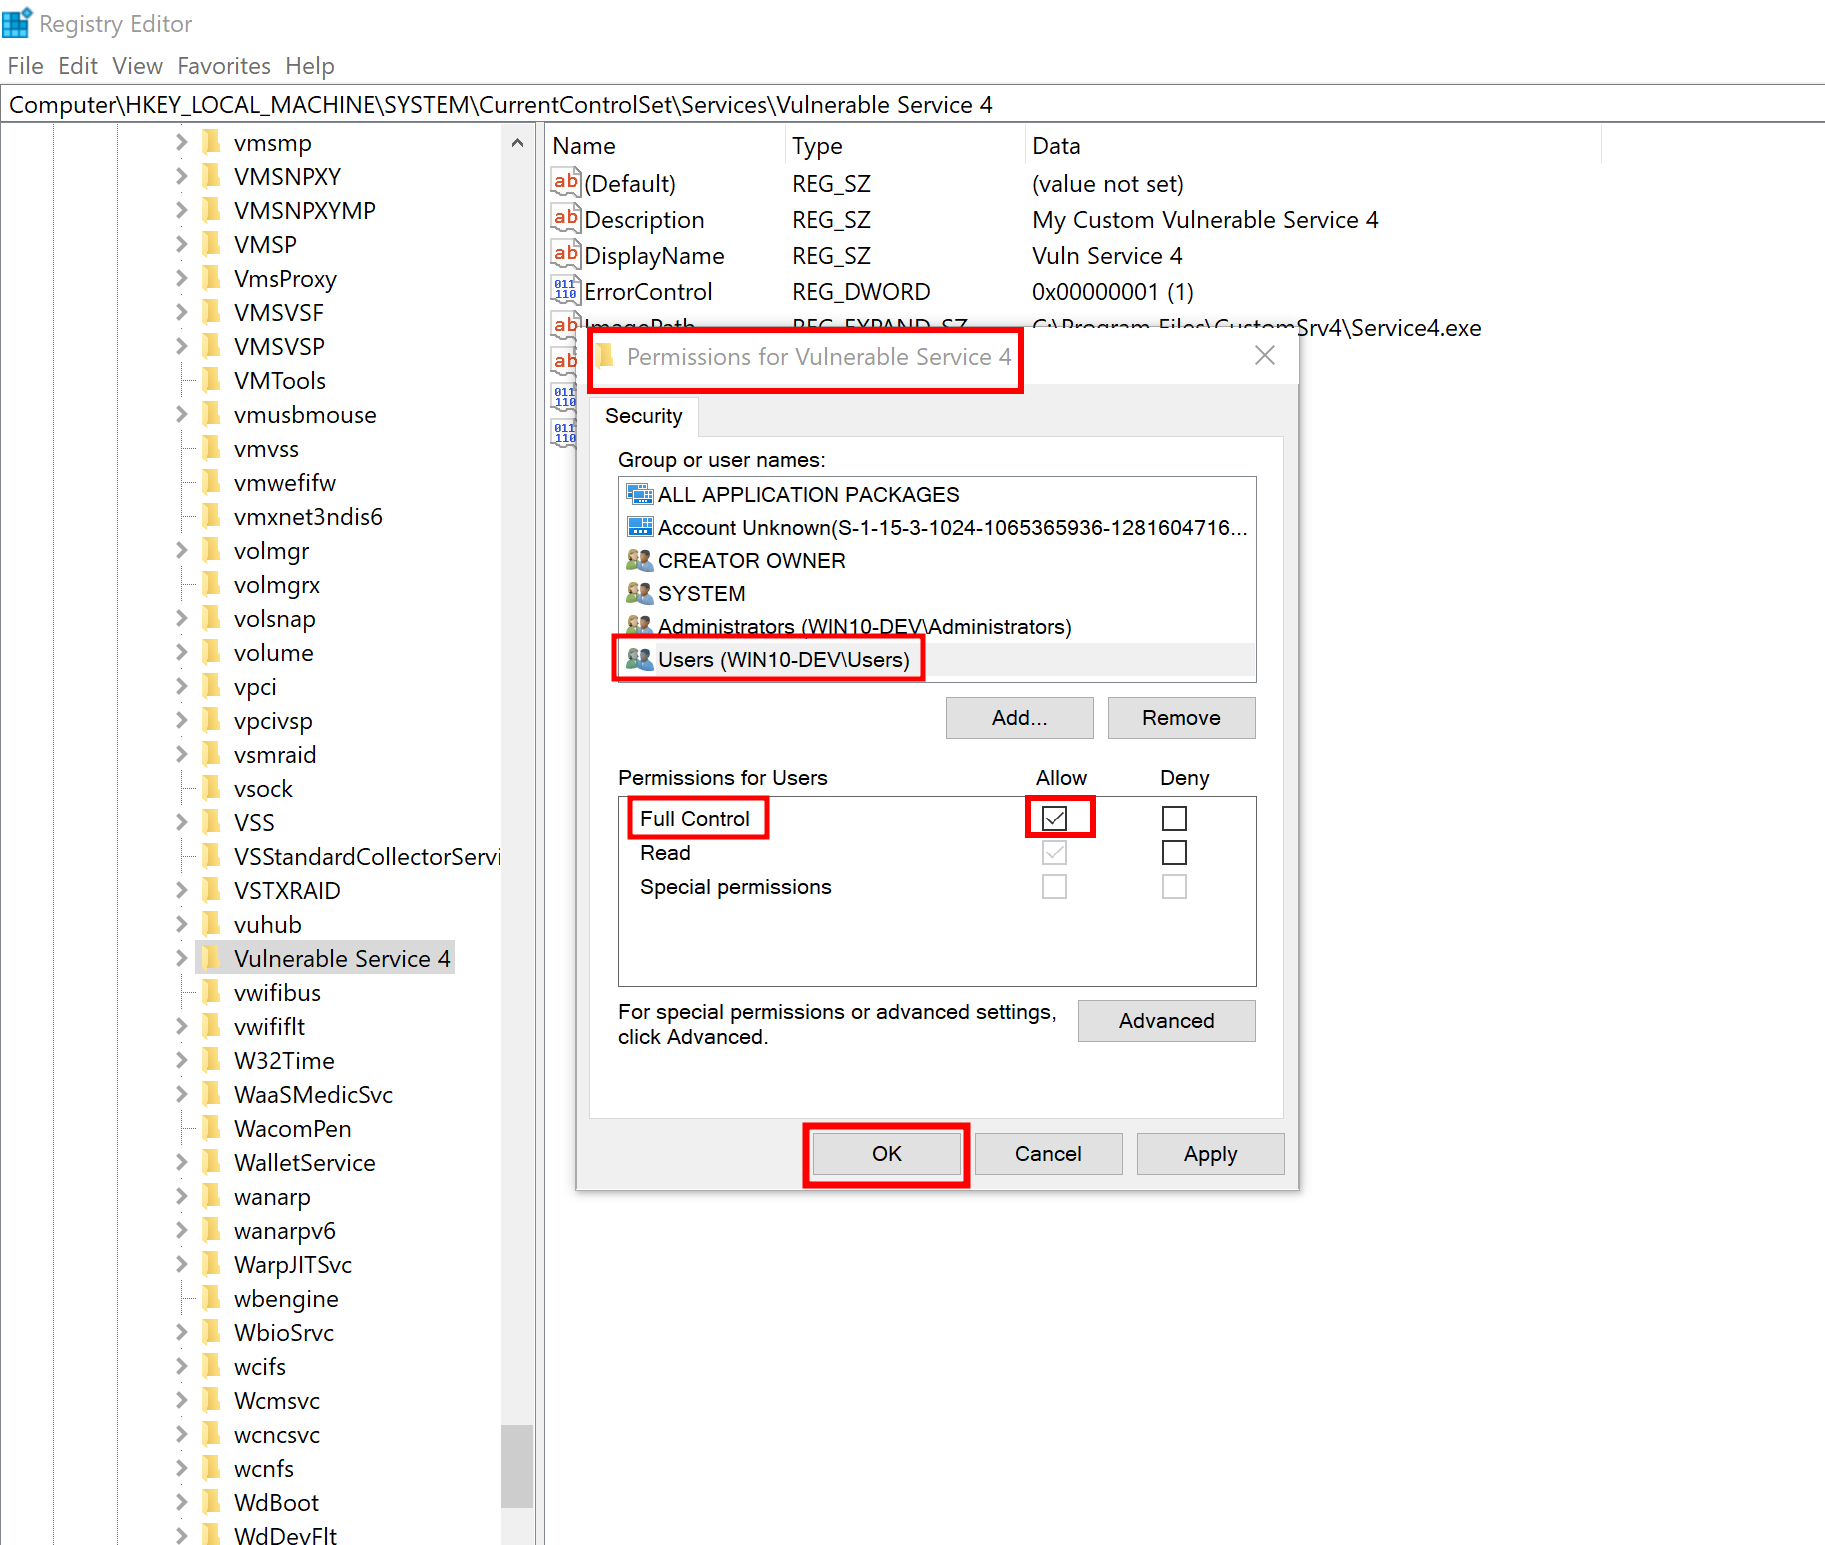 Registry Editor
File Edit View Favorites Help
Computer\HKEY_LOCAL_MACHINE\SYSTEM\CurrentControlSet\Services\Vulnerable Service 4
vmsmp
VMSNPXY
VMSNPXYMP
VMSP
VmsProxy
VMSVSF
VMSVSP
VMTools
vmusbmouse
vmvss
vmwefifw
vmxnet3ndis6
volmgr
volmgrx
volsnap
volume
vpci
vpcivsp
vsmraid
vsock
VSS
VSStandardCollectorServi
VSTXRAID
vuhub
Vulnerable Service 4
vwifibus
vwififlt
W32Time
WaaSMedicSvc
WacomPen
WalletService
wanarp
wanarpv6
WarpJITSvc
wbengine
WbioSrvc
wcifs
Wcmsvc
wcncsvc
wcnfs
WdBoot
WdDevFlt
Name Type Data
(Default) REG_SZ (value not set)
Description REG_SZ My Custom Vulnerable Service 4
DisplayName REG_SZ Vuln Service 4
ErrorControl REG_DWORD 0x00000001 (1)
ImagePath REG_EXPAND_SZ C:\Program Files\CustomSrv4\Service4.exe
Permissions for Vulnerable Service 4
Security
Group or user names:
ALL APPLICATION PACKAGES
Account Unknown(S-1-15-3-1024-1065365936-1281604716...
CREATOR OWNER
SYSTEM
Administrators (WIN10-DEV\Administrators)
Users (WIN10-DEV\Users)
Add... Remove
Permissions for Users Allow Deny
Full Control
Read
Special permissions
For special permissions or advanced settings,
click Advanced.
Advanced
OK Cancel Apply